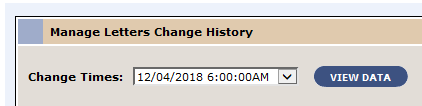 Manage Letters Change History
Change Times: 12/04/2018 6:00:00AM VIEW DATA